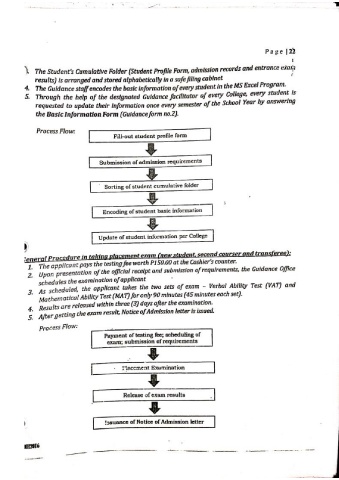 Page | 22
3. The Student's Cumulative Folder (Student Profile Form, admission records and entrance exam
results) is arranged and stored alphabetically in a safe filing cabinet
4. The Guidance staff encodes the basic information of every student in the MS Excel Program.
5. Through the help of the designated Guidance facilitator of every College, every student is
requested to update their information once every semester of the School Year by answering
the Basic Information Form (Guidance form no.2).
Process Flow:
Fill-out student profile form
Submission of admission requirements
Sorting of student cumulative folder
Encoding of student basic information
Update of student information per College
General Procedure in taking placement exam (new student, second courser and transferee):
1. The applicant pays the testing fee worth P150.00 at the Cashier's counter.
2. Upon presentation of the official receipt and submission of requirements, the Guidance Office
schedules the examination of applicant
3. As scheduled, the applicant takes the two sets of exam – Verbal Ability Test (VAT) and
Mathematical Ability Test (MAT) for only 90 minutes (45 minutes each set).
4. Results are released within three (3) days after the examination.
5. After getting the exam result, Notice of Admission letter is issued.
Process Flow:
Payment of testing fee; scheduling of
exam; submission of requirements
Placement Examination
Release of exam results
Issuance of Notice of Admission letter